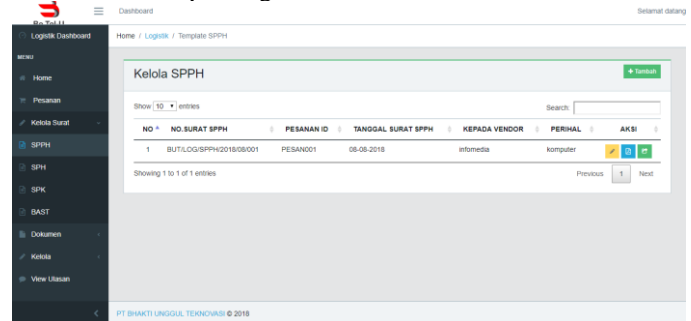 Dashboard
Selamat datang
Logistik Dashboard
Home / Logistik / Template SPPH
MENU
Home
Pesanan
Kelola Surat
SPPH
SPH
SPK
BAST
Dokumen
Kelola
View Ulasan
Kelola SPPH
+ Tambah
Show 10 entries
Search:
NO NO.SURAT SPPH PESANAN ID TANGGAL SURAT SPPH KEPADA VENDOR PERIHAL AKSI
1 BUT/LOG/SPPH/2018/08/001 PESAN001 08-08-2018 infomedia komputer
Showing 1 to 1 of 1 entries
Previous 1 Next
PT BHAKTI UNGGUL TEKNOVASI © 2018